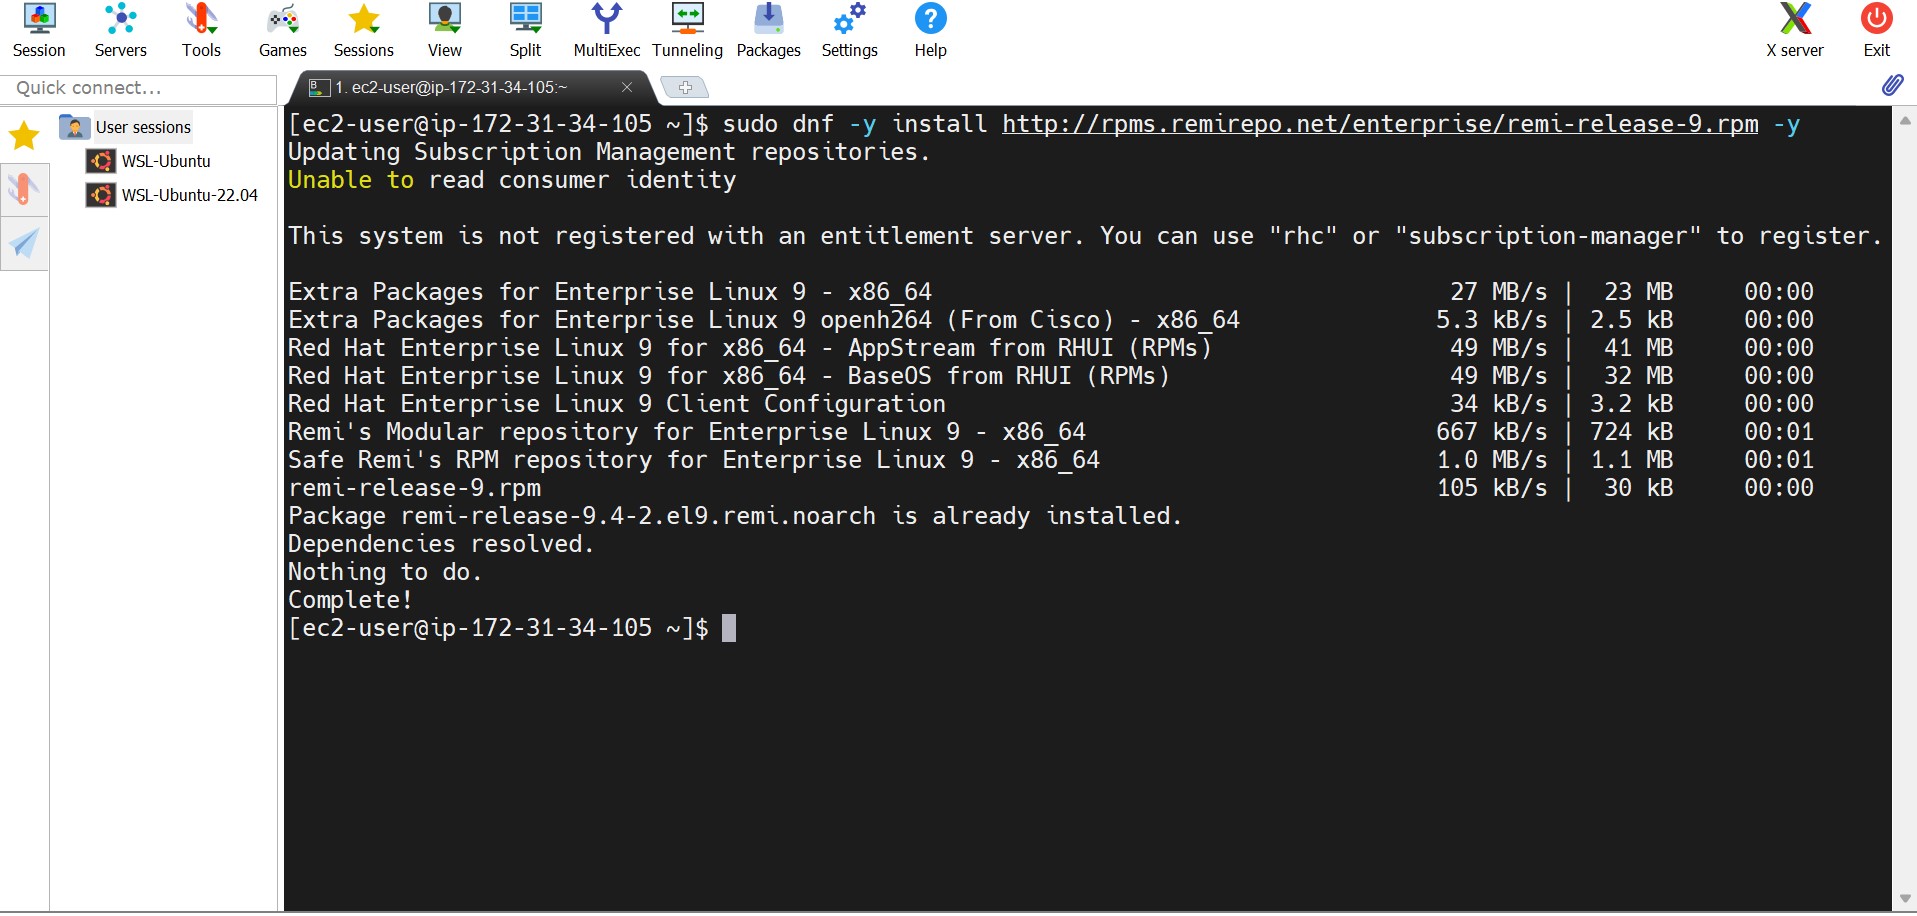 Session Servers Tools Games Sessions View Split MultiExec Tunneling Packages Settings Help X server Exit
Quick connect...
1. ec2-user@ip-172-31-34-105:~
User sessions
WSL-Ubuntu
WSL-Ubuntu-22.04
[ec2-user@ip-172-31-34-105 ~]$ sudo dnf -y install http://rpms.remirepo.net/enterprise/remi-release-9.rpm -y
Updating Subscription Management repositories.
Unable to read consumer identity
This system is not registered with an entitlement server. You can use "rhc" or "subscription-manager" to register.
Extra Packages for Enterprise Linux 9 - x86_64 27 MB/s | 23 MB 00:00
Extra Packages for Enterprise Linux 9 openh264 (From Cisco) - x86_64 5.3 kB/s | 2.5 kB 00:00
Red Hat Enterprise Linux 9 for x86_64 - AppStream from RHUI (RPMs) 49 MB/s | 41 MB 00:00
Red Hat Enterprise Linux 9 for x86_64 - BaseOS from RHUI (RPMs) 49 MB/s | 32 MB 00:00
Red Hat Enterprise Linux 9 Client Configuration 34 kB/s | 3.2 kB 00:00
Remi's Modular repository for Enterprise Linux 9 - x86_64 667 kB/s | 724 kB 00:01
Safe Remi's RPM repository for Enterprise Linux 9 - x86_64 1.0 MB/s | 1.1 MB 00:01
remi-release-9.rpm 105 kB/s | 30 kB 00:00
Package remi-release-9.4-2.el9.remi.noarch is already installed.
Dependencies resolved.
Nothing to do.
Complete!
[ec2-user@ip-172-31-34-105 ~]$